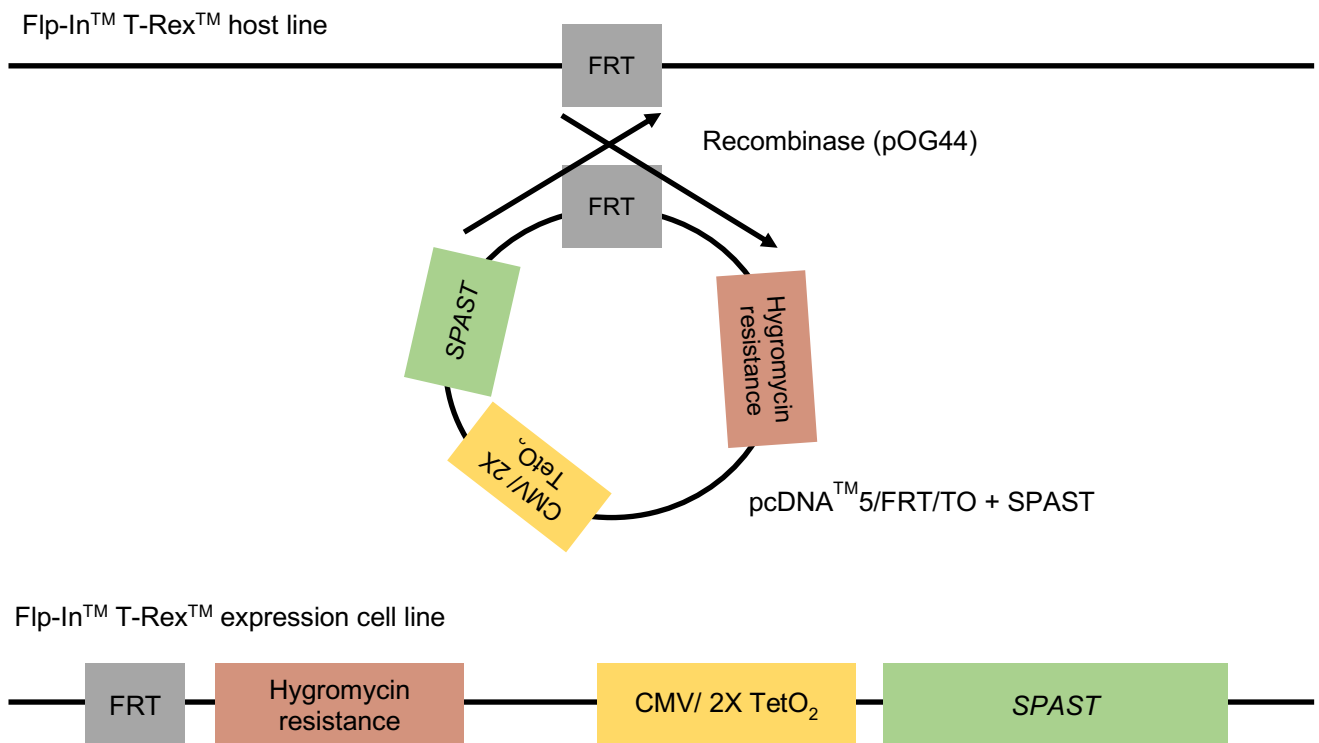 Flp-In™ T-Rex™ host line
FRT
Recombinase (pOG44)
FRT
SPAST
Hygromycin
resistance
CMV/ 2X
TetO₂
pcDNA™5/FRT/TO + SPAST
Flp-In™ T-Rex™ expression cell line
FRT
Hygromycin
resistance
CMV/ 2X TetO₂
SPAST